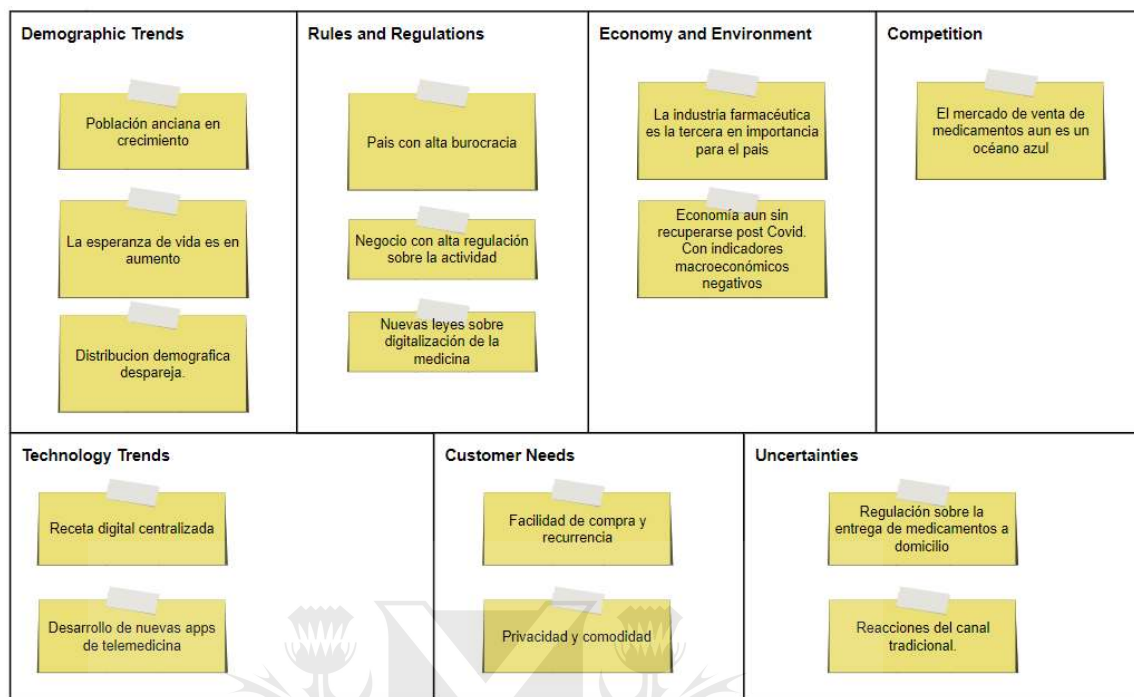 Demographic Trends
Población anciana en
crecimiento
La esperanza de vida es en
aumento
Distribucion demografica
despareja.
Rules and Regulations
Pais con alta burocracia
Negocio con alta regulación
sobre la actividad
Nuevas leyes sobre
digitalización de la
medicina
Economy and Environment
La industria farmacéutica
es la tercera en importancia
para el pais
Economía aun sin
recuperarse post Covid.
Con indicadores
macroeconómicos
negativos
Competition
El mercado de venta de
medicamentos aun es un
océano azul
Technology Trends
Receta digital centralizada
Desarrollo de nuevas apps
de telemedicina
Customer Needs
Facilidad de compra y
recurrencia
Privacidad y comodidad
Uncertainties
Regulación sobre la
entrega de medicamentos a
domicilio
Reacciones del canal
tradicional.